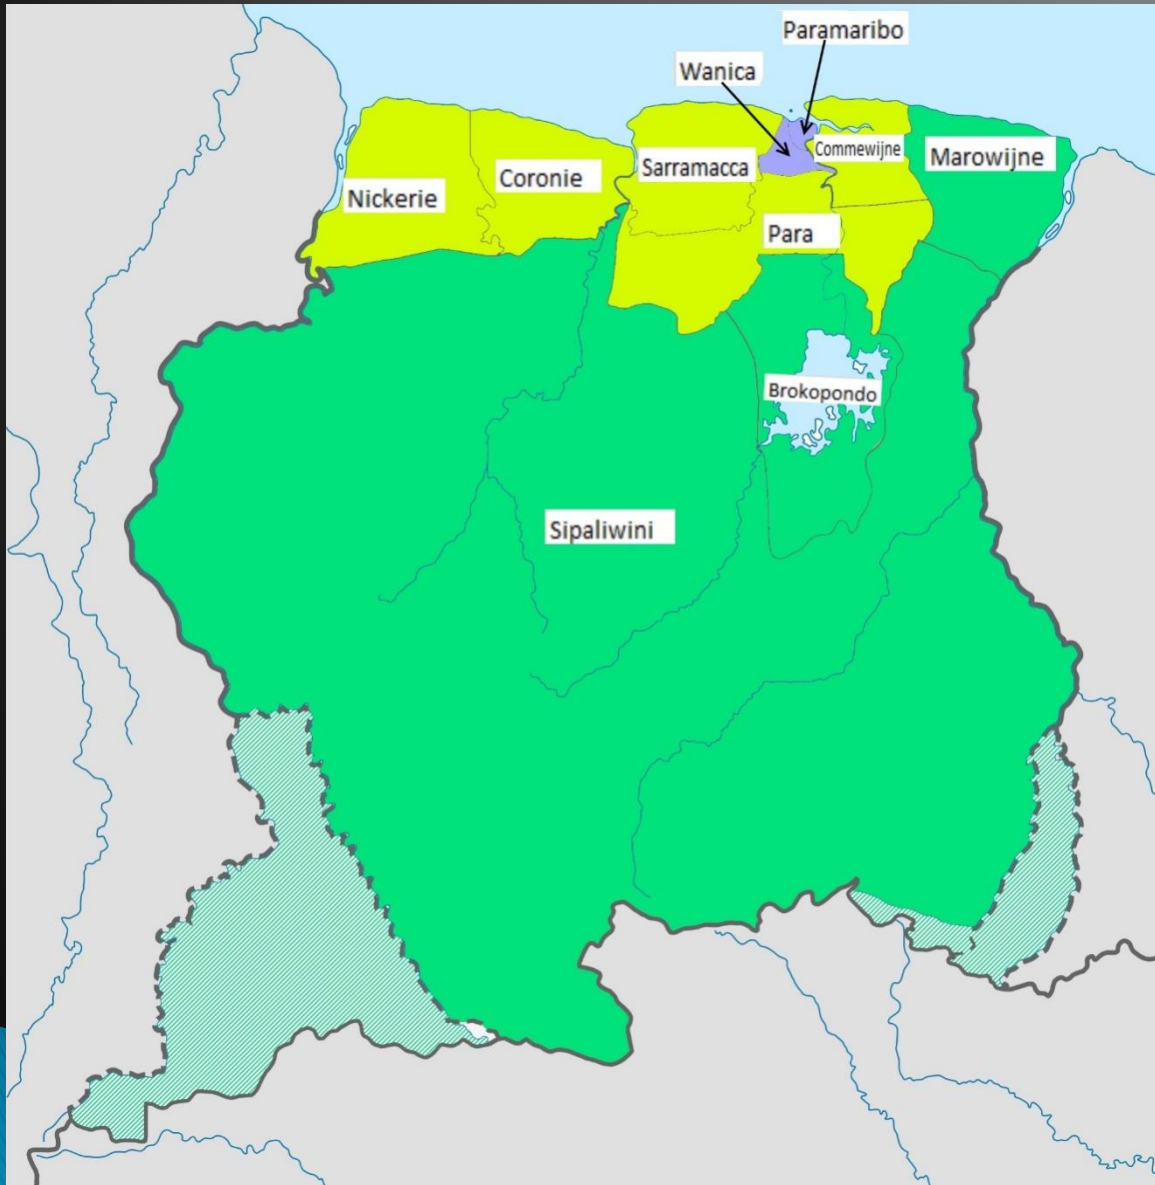 Paramaribo
Wanica
Commewijne
Marowijne
Sarramacca
Coronie
Nickerie
Para
Brokopondo
Sipaliwini